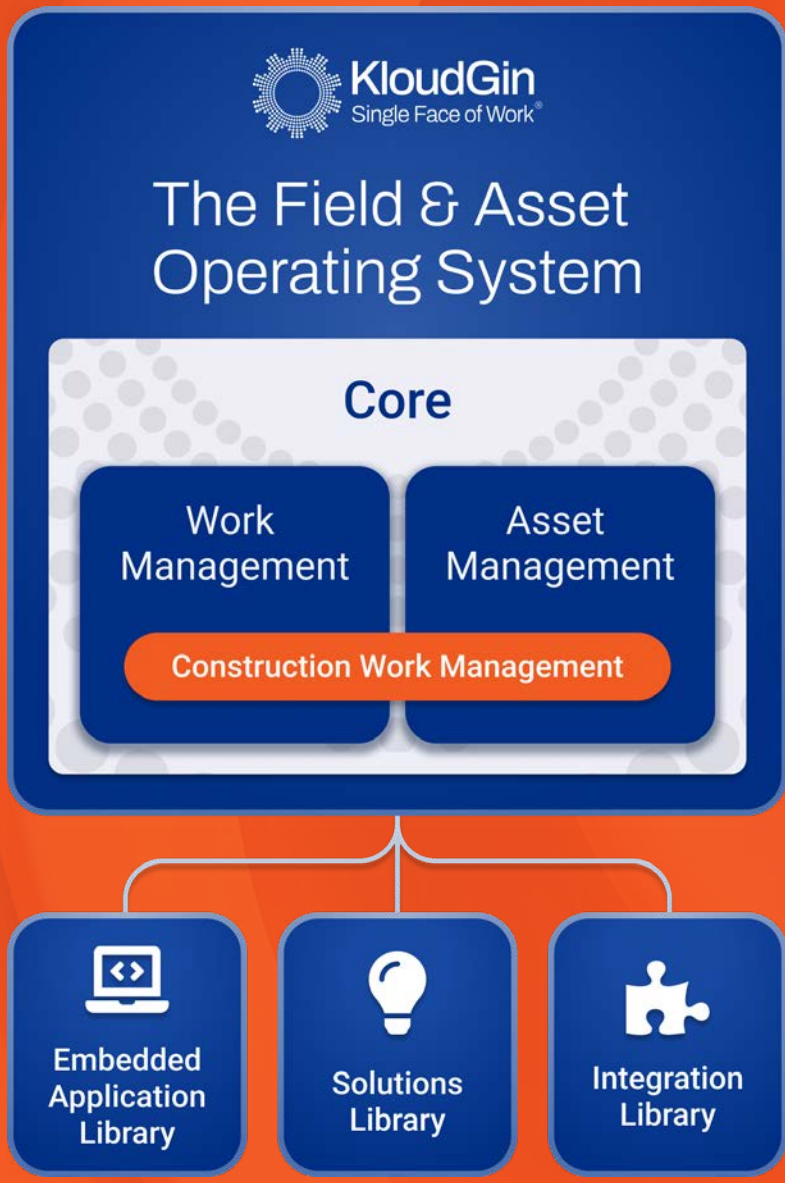 KloudGin
Single Face of Work®
The Field & Asset
Operating System
Core
Work
Management
Asset
Management
Construction Work Management
Embedded
Application
Library
Solutions
Library
Integration
Library